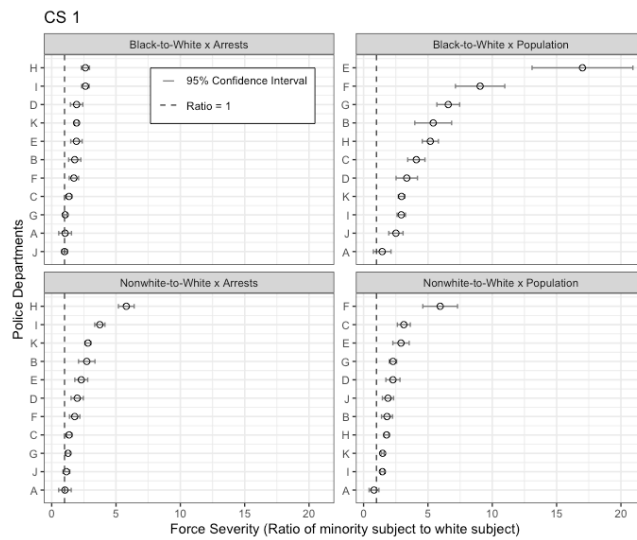 CS 1
Black-to-White x Arrests
Black-to-White x Population
H
I
D
K
E
B
F
C
G
A
J
95% Confidence Interval
Ratio = 1
E
F
G
B
H
C
D
K
I
J
A
Police Departments
Nonwhite-to-White x Arrests
Nonwhite-to-White x Population
H
I
K
B
E
D
F
C
G
J
A
F
C
E
G
D
J
B
H
K
I
A
0 5 10 15 20
0 5 10 15 20
Force Severity (Ratio of minority subject to white subject)